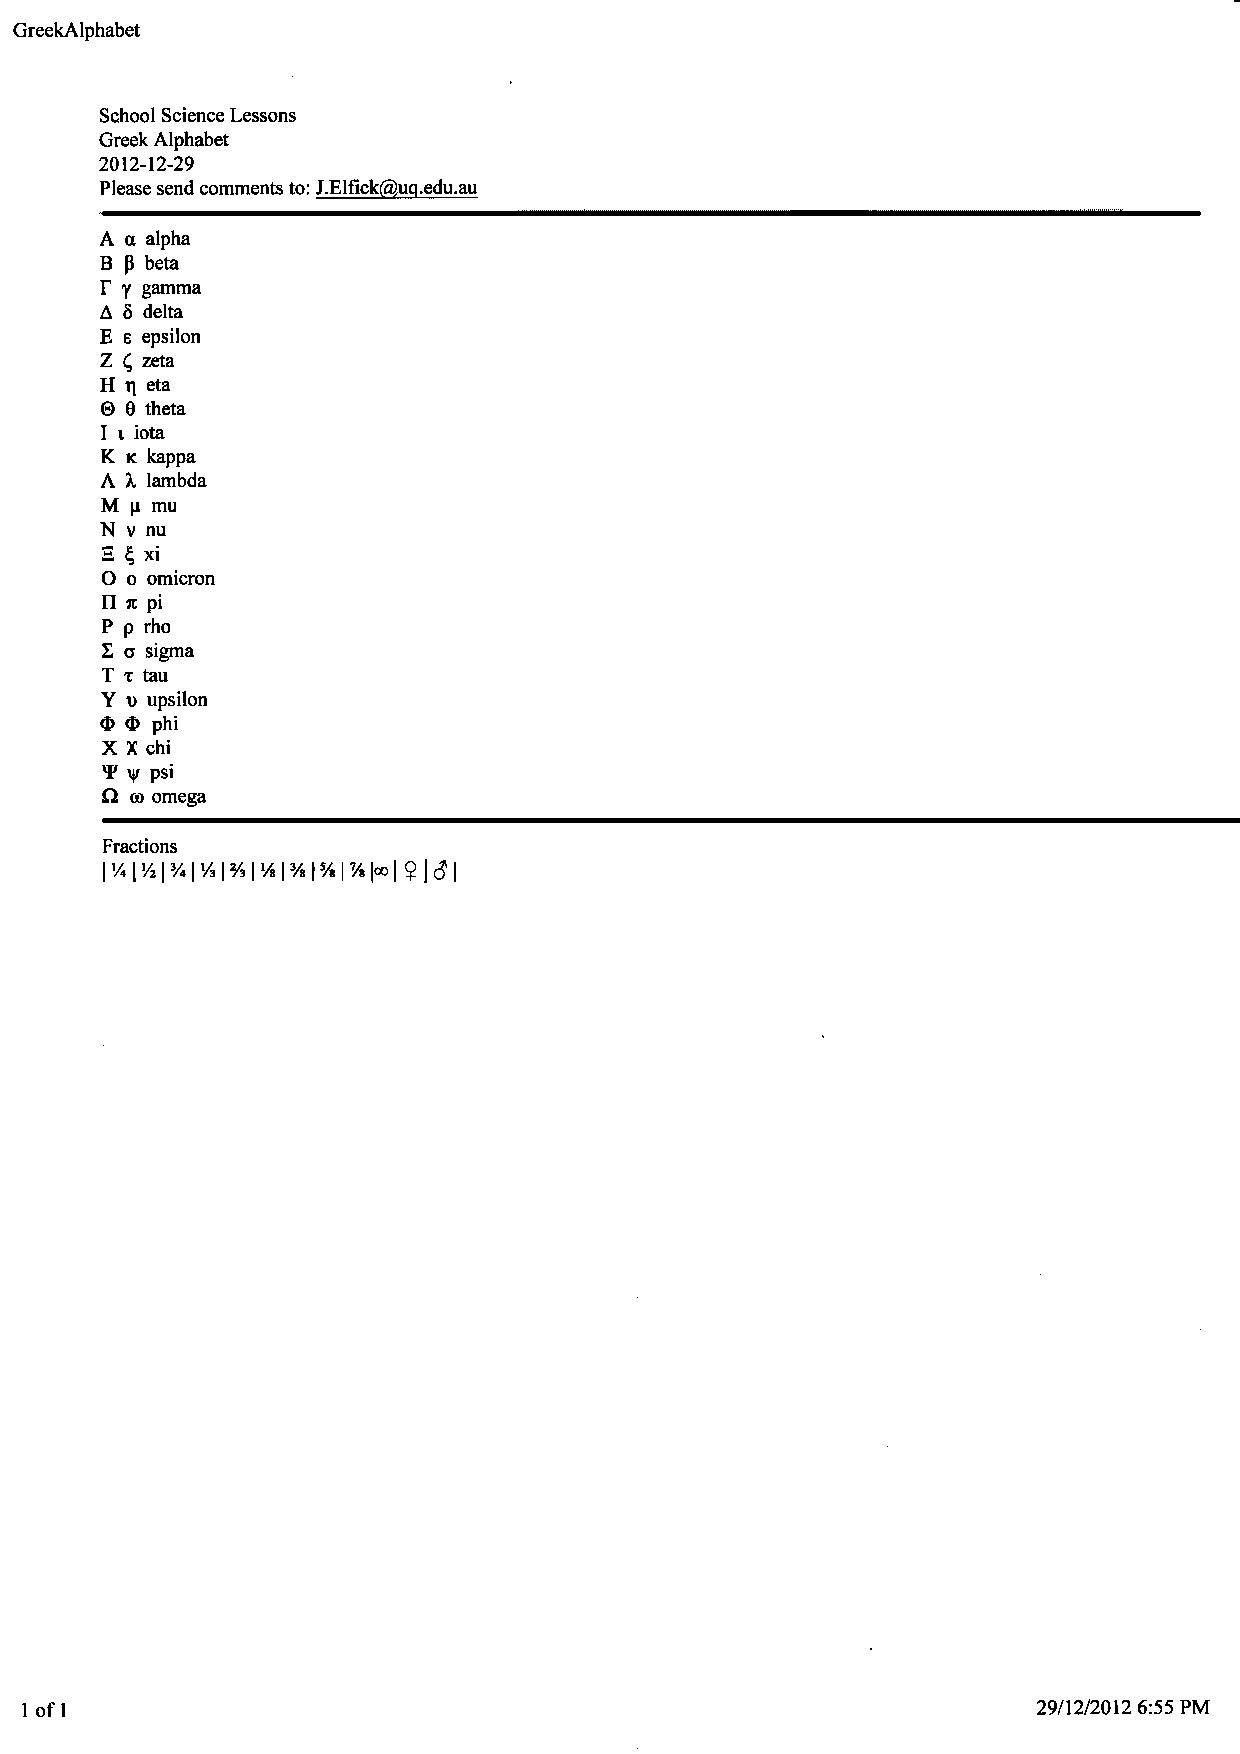 GreekAlphabet
School Science Lessons
Greek Alphabet
2012-12-29
Please send comments to: J.Elfick@uq.edu.au
Α α alpha
Β β beta
Γ γ gamma
Δ δ delta
Ε ε epsilon
Ζ ζ zeta
Η η eta
Θ θ theta
Ι ι iota
Κ κ kappa
Λ λ lambda
Μ μ mu
Ν ν nu
Ξ ξ xi
Ο ο omicron
Π π pi
Ρ ρ rho
Σ σ sigma
Τ τ tau
Υ υ upsilon
Φ Φ phi
Χ Χ chi
Ψ ψ psi
Ω ω omega
Fractions
| ¼ | ½ | ¾ | ⅓ | ⅔ | ⅛ | ⅜ | ⅝ | ⅞ |∞| ♀ | ♂ |
1 of 1
29/12/2012 6:55 PM